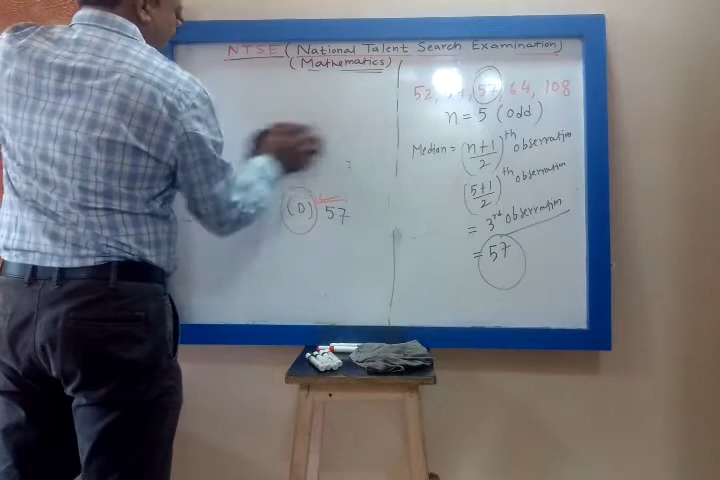 NTSE (National Talent Search Examination)
(Mathematics)
(D) 57
52, 57, 64, 108
n = 5 (odd)
Median = (n+1/2)th observation
(5+1/2)th observation
= 3rd observation
= 57